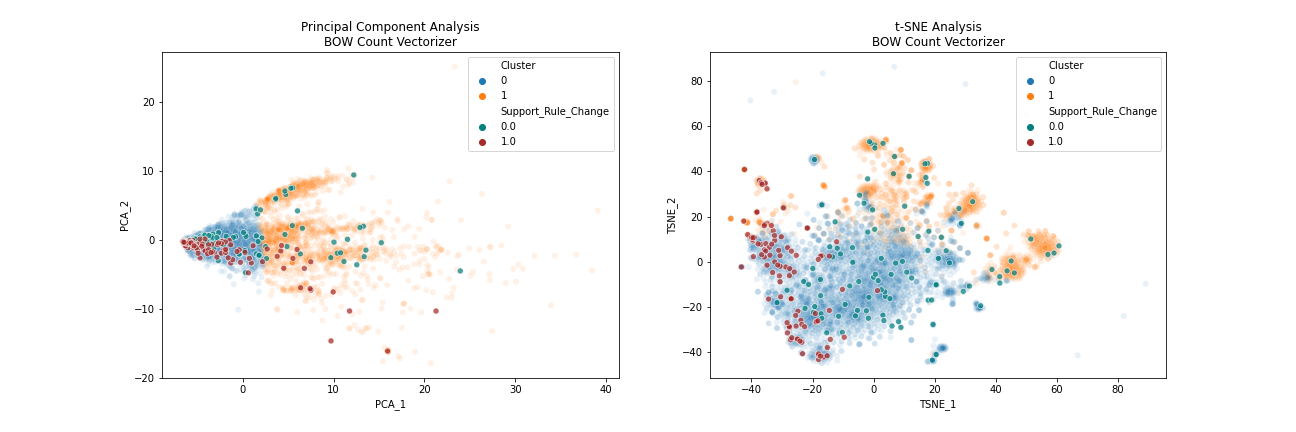 Principal Component Analysis
BOW Count Vectorizer
Cluster
0
1
Support_Rule_Change
0.0
1.0
20
10
0
−10
−20
PCA_2
0
10
20
30
40
PCA_1
t-SNE Analysis
BOW Count Vectorizer
Cluster
0
1
Support_Rule_Change
0.0
1.0
80
60
40
20
0
−20
−40
TSNE_2
−40
−20
0
20
40
60
80
TSNE_1